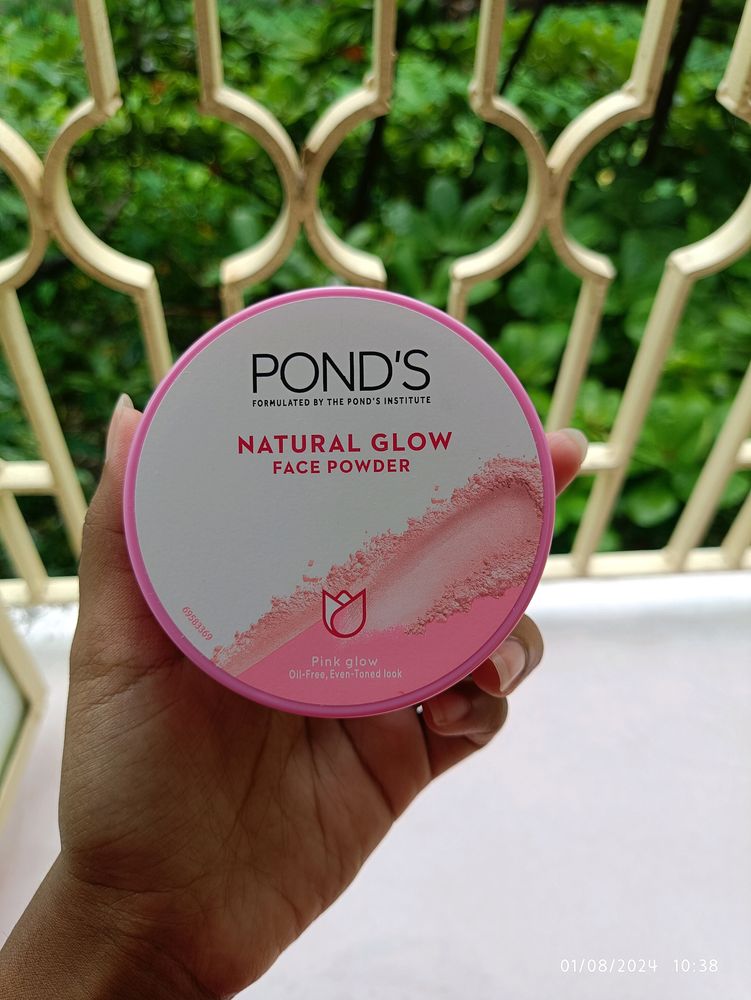 POND'S
FORMULATED BY THE POND'S INSTITUTE
NATURAL GLOW
FACE POWDER
69583369
Pink glow
Oil-Free, Even-Toned look
01/08/2024 10:38